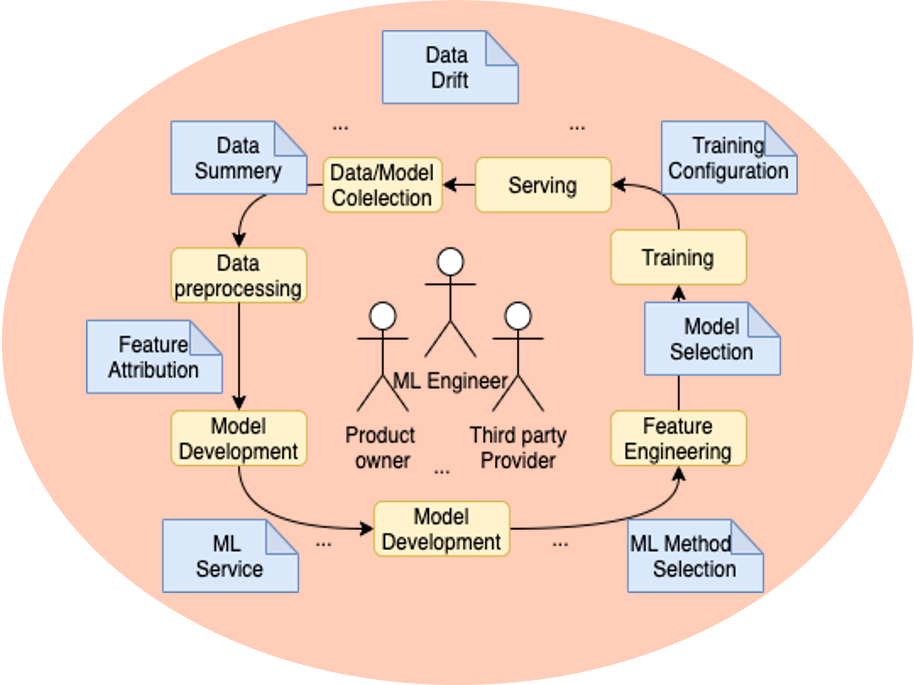 Data
Drift
...
...
Data
Summery
Training
Configuration
Data/Model
Colelection
Serving
Data
preprocessing
Training
Feature
Attribution
Model
Selection
ML Engineer
Model
Development
Product
owner
Third party
Provider
Feature
Engineering
...
Model
Development
ML
Service
...
...
ML Method
Selection